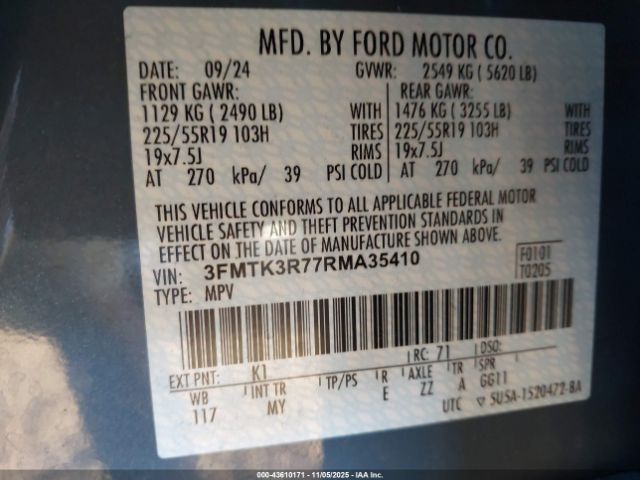 MFD. BY FORD MOTOR CO.
DATE: 09/24 GVWR: 2549 KG ( 5620 LB)
FRONT GAWR: REAR GAWR:
1129 KG ( 2490 LB) WITH 1476 KG ( 3255 LB) WITH
225/55R19 103H TIRES 225/55R19 103H TIRES
19x7.5J RIMS 19x7.5J RIMS
AT 270 kPa/ 39 PSI COLD AT 270 kPa/ 39 PSI COLD
THIS VEHICLE CONFORMS TO ALL APPLICABLE FEDERAL MOTOR
VEHICLE SAFETY AND THEFT PREVENTION STANDARDS IN
EFFECT ON THE DATE OF MANUFACTURE SHOWN ABOVE.
VIN: 3FMTK3R77RMA35410 F0101
TYPE: MPV T0205
EXT PNT: K1 RC: 71 DSO:
WB INT TR TP/PS R AXLE TR SPR
117 MY E ZZ A GG11
UTC ▽ 5U5A-1520472-BA
000-43610171 - 11/05/2025 - IAAI Inc.